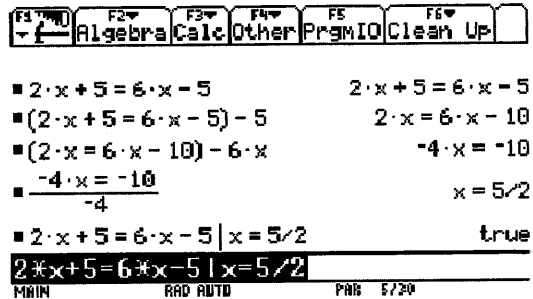 F1 F2 F3 F4 F5 F6
Algebra Calc Other PrgmIO Clean Up
▪2·x + 5 = 6·x - 5 2·x + 5 = 6·x - 5
▪(2·x + 5 = 6·x - 5) - 5 2·x = 6·x - 10
▪(2·x = 6·x - 10) - 6·x -4·x = -10
▪-4·x = -10
-4 x = 5/2
▪2·x + 5 = 6·x - 5 | x = 5/2 true
2*x+5=6*x-5|x=5/2
MAIN RAD AUTO PAR 5/30